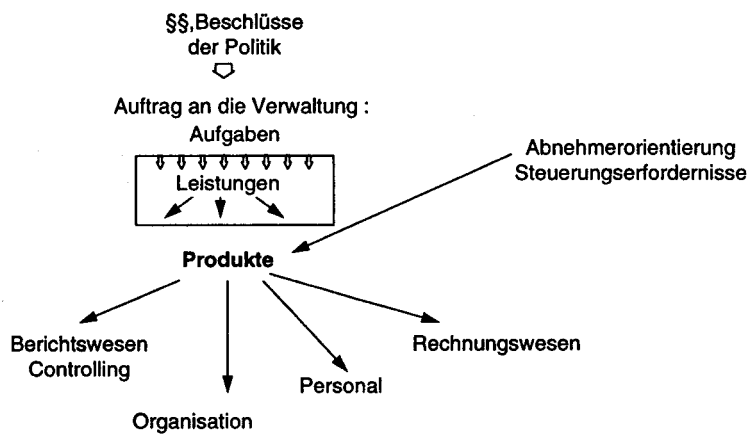 §§,Beschlüsse
der Politik
Auftrag an die Verwaltung :
Aufgaben
Abnehmerorientierung
Steuerungserfordernisse
Leistungen
Produkte
Berichtswesen
Controlling
Rechnungswesen
Personal
Organisation